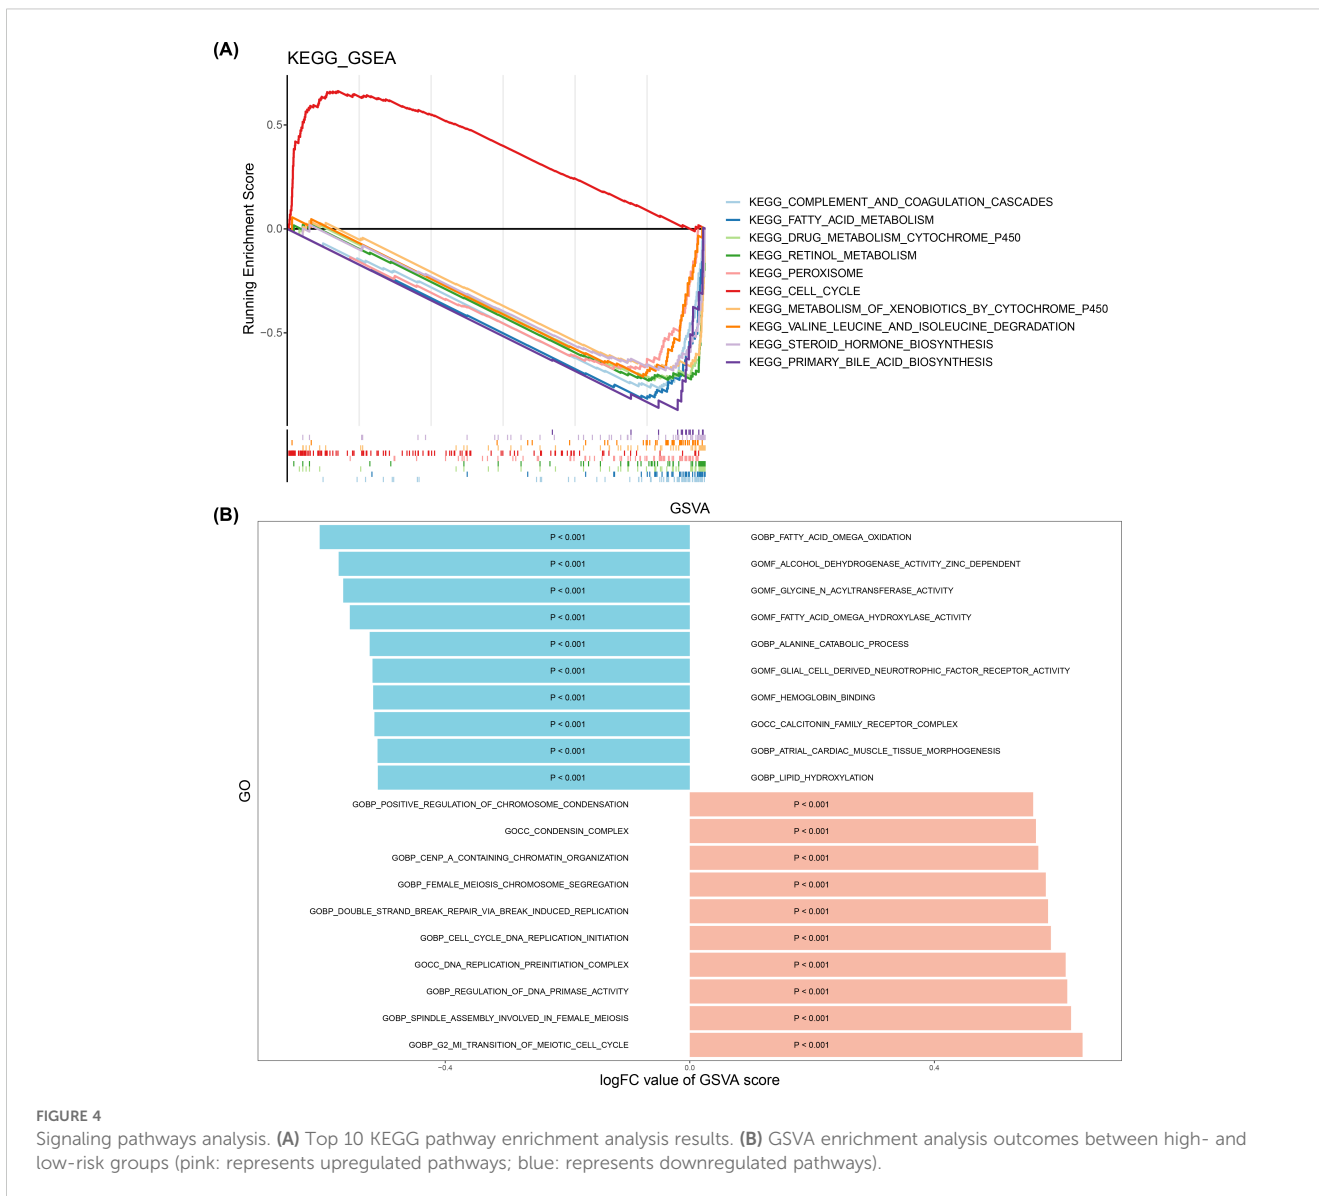 (A)
KEGG_GSEA
0.5
0.0
−0.5
Running Enrichment Score
KEGG_COMPLEMENT_AND_COAGULATION_CASCADES
KEGG_FATTY_ACID_METABOLISM
KEGG_DRUG_METABOLISM_CYTOCHROME_P450
KEGG_RETINOL_METABOLISM
KEGG_PEROXISOME
KEGG_CELL_CYCLE
KEGG_METABOLISM_OF_XENOBIOTICS_BY_CYTOCHROME_P450
KEGG_VALINE_LEUCINE_AND_ISOLEUCINE_DEGRADATION
KEGG_STEROID_HORMONE_BIOSYNTHESIS
KEGG_PRIMARY_BILE_ACID_BIOSYNTHESIS
(B)
GSVA
GO
P < 0.001 GOBP_FATTY_ACID_OMEGA_OXIDATION
P < 0.001 GOMF_ALCOHOL_DEHYDROGENASE_ACTIVITY_ZINC_DEPENDENT
P < 0.001 GOMF_GLYCINE_N_ACYLTRANSFERASE_ACTIVITY
P < 0.001 GOMF_FATTY_ACID_OMEGA_HYDROXYLASE_ACTIVITY
P < 0.001 GOBP_ALANINE_CATABOLIC_PROCESS
P < 0.001 GOMF_GLIAL_CELL_DERIVED_NEUROTROPHIC_FACTOR_RECEPTOR_ACTIVITY
P < 0.001 GOMF_HEMOGLOBIN_BINDING
P < 0.001 GOCC_CALCITONIN_FAMILY_RECEPTOR_COMPLEX
P < 0.001 GOBP_ATRIAL_CARDIAC_MUSCLE_TISSUE_MORPHOGENESIS
P < 0.001 GOBP_LIPID_HYDROXYLATION
GOBP_POSITIVE_REGULATION_OF_CHROMOSOME_CONDENSATION P < 0.001
GOCC_CONDENSIN_COMPLEX P < 0.001
GOBP_CENP_A_CONTAINING_CHROMATIN_ORGANIZATION P < 0.001
GOBP_FEMALE_MEIOSIS_CHROMOSOME_SEGREGATION P < 0.001
GOBP_DOUBLE_STRAND_BREAK_REPAIR_VIA_BREAK_INDUCED_REPLICATION P < 0.001
GOBP_CELL_CYCLE_DNA_REPLICATION_INITIATION P < 0.001
GOCC_DNA_REPLICATION_PREINITIATION_COMPLEX P < 0.001
GOBP_REGULATION_OF_DNA_PRIMASE_ACTIVITY P < 0.001
GOBP_SPINDLE_ASSEMBLY_INVOLVED_IN_FEMALE_MEIOSIS P < 0.001
GOBP_G2_MI_TRANSITION_OF_MEIOTIC_CELL_CYCLE P < 0.001
−0.4 0.0 0.4
logFC value of GSVA score
FIGURE 4
Signaling pathways analysis. (A) Top 10 KEGG pathway enrichment analysis results. (B) GSVA enrichment analysis outcomes between high- and
low-risk groups (pink: represents upregulated pathways; blue: represents downregulated pathways).